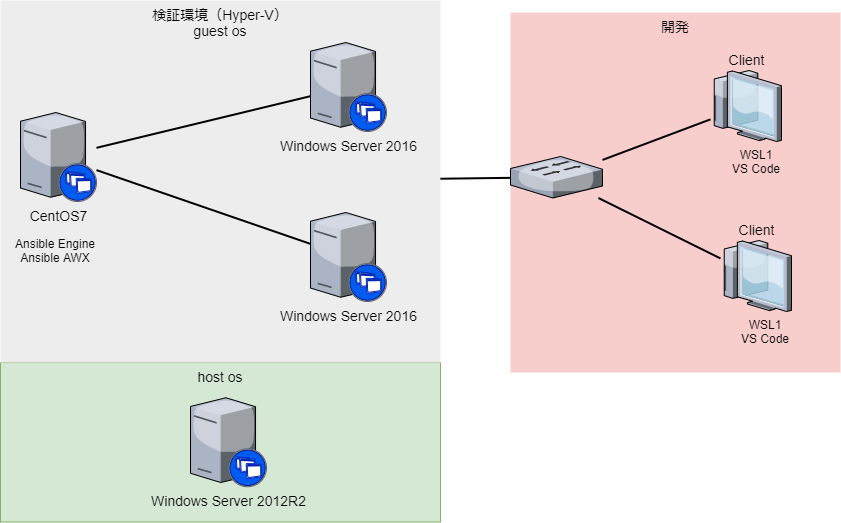 検証環境（Hyper-V）
guest os
Windows Server 2016
CentOS7
Ansible Engine
Ansible AWX
Windows Server 2016
host os
Windows Server 2012R2
開発
Client
WSL1
VS Code
Client
WSL1
VS Code